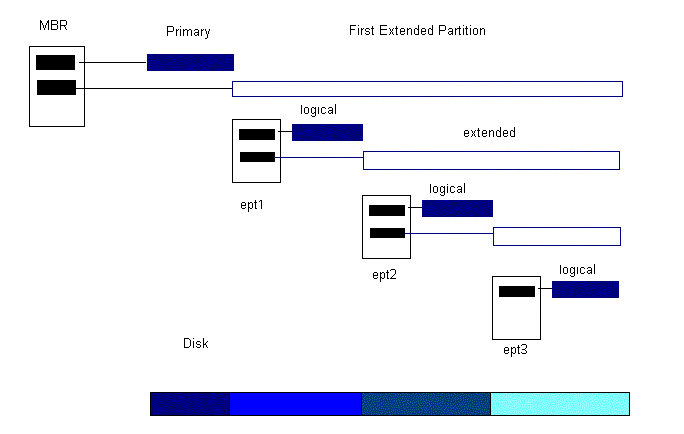 MBR
Primary
First Extended Partition
logical
extended
ept1
logical
ept2
logical
ept3
Disk